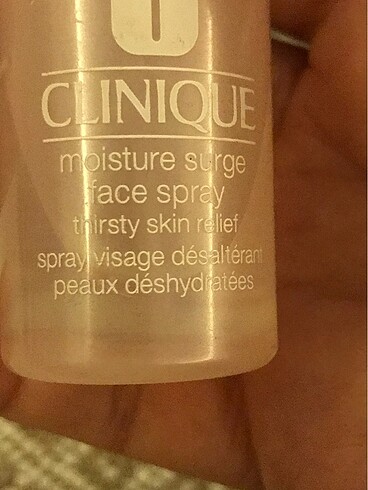 CLINIQUE
moisture surge
face spray
thirsty skin relief
spray visage désaltérant
peaux déshydratées